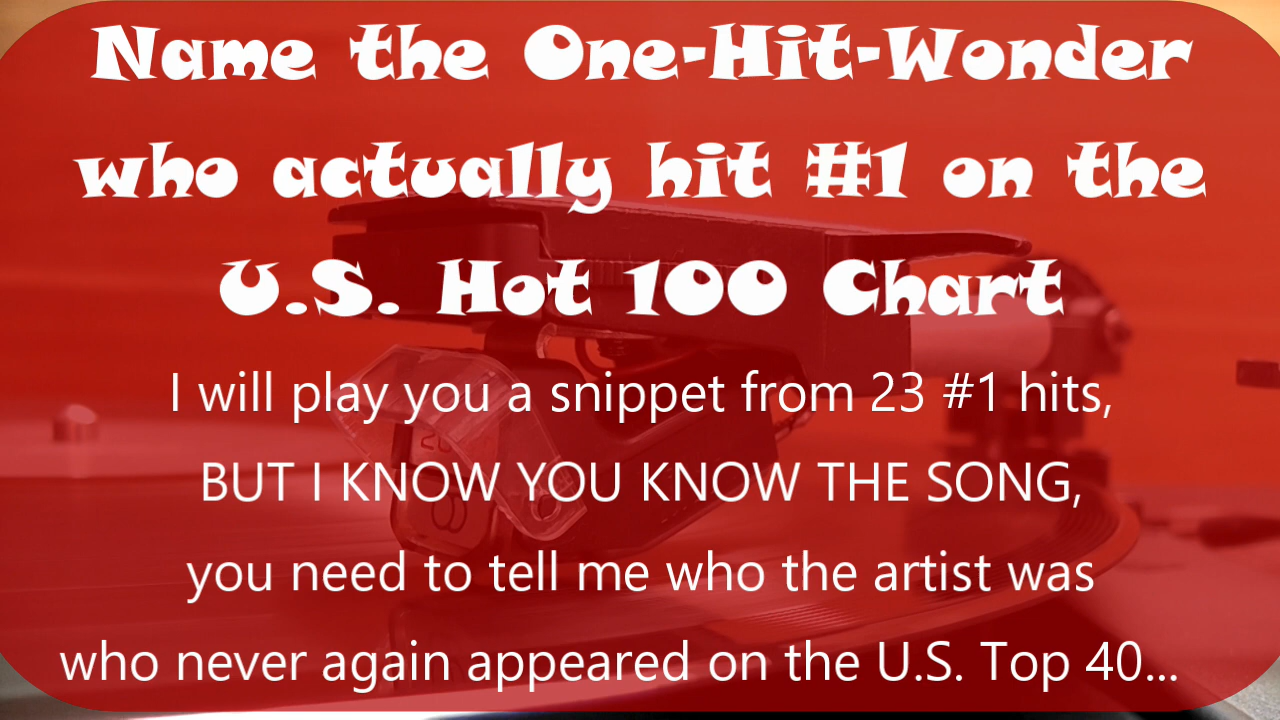 Name the One-Hit-Wonder
who actually hit #1 on the
U.S. Hot 100 Chart
I will play you a snippet from 23 #1 hits,
BUT I KNOW YOU KNOW THE SONG,
you need to tell me who the artist was
who never again appeared on the U.S. Top 40...